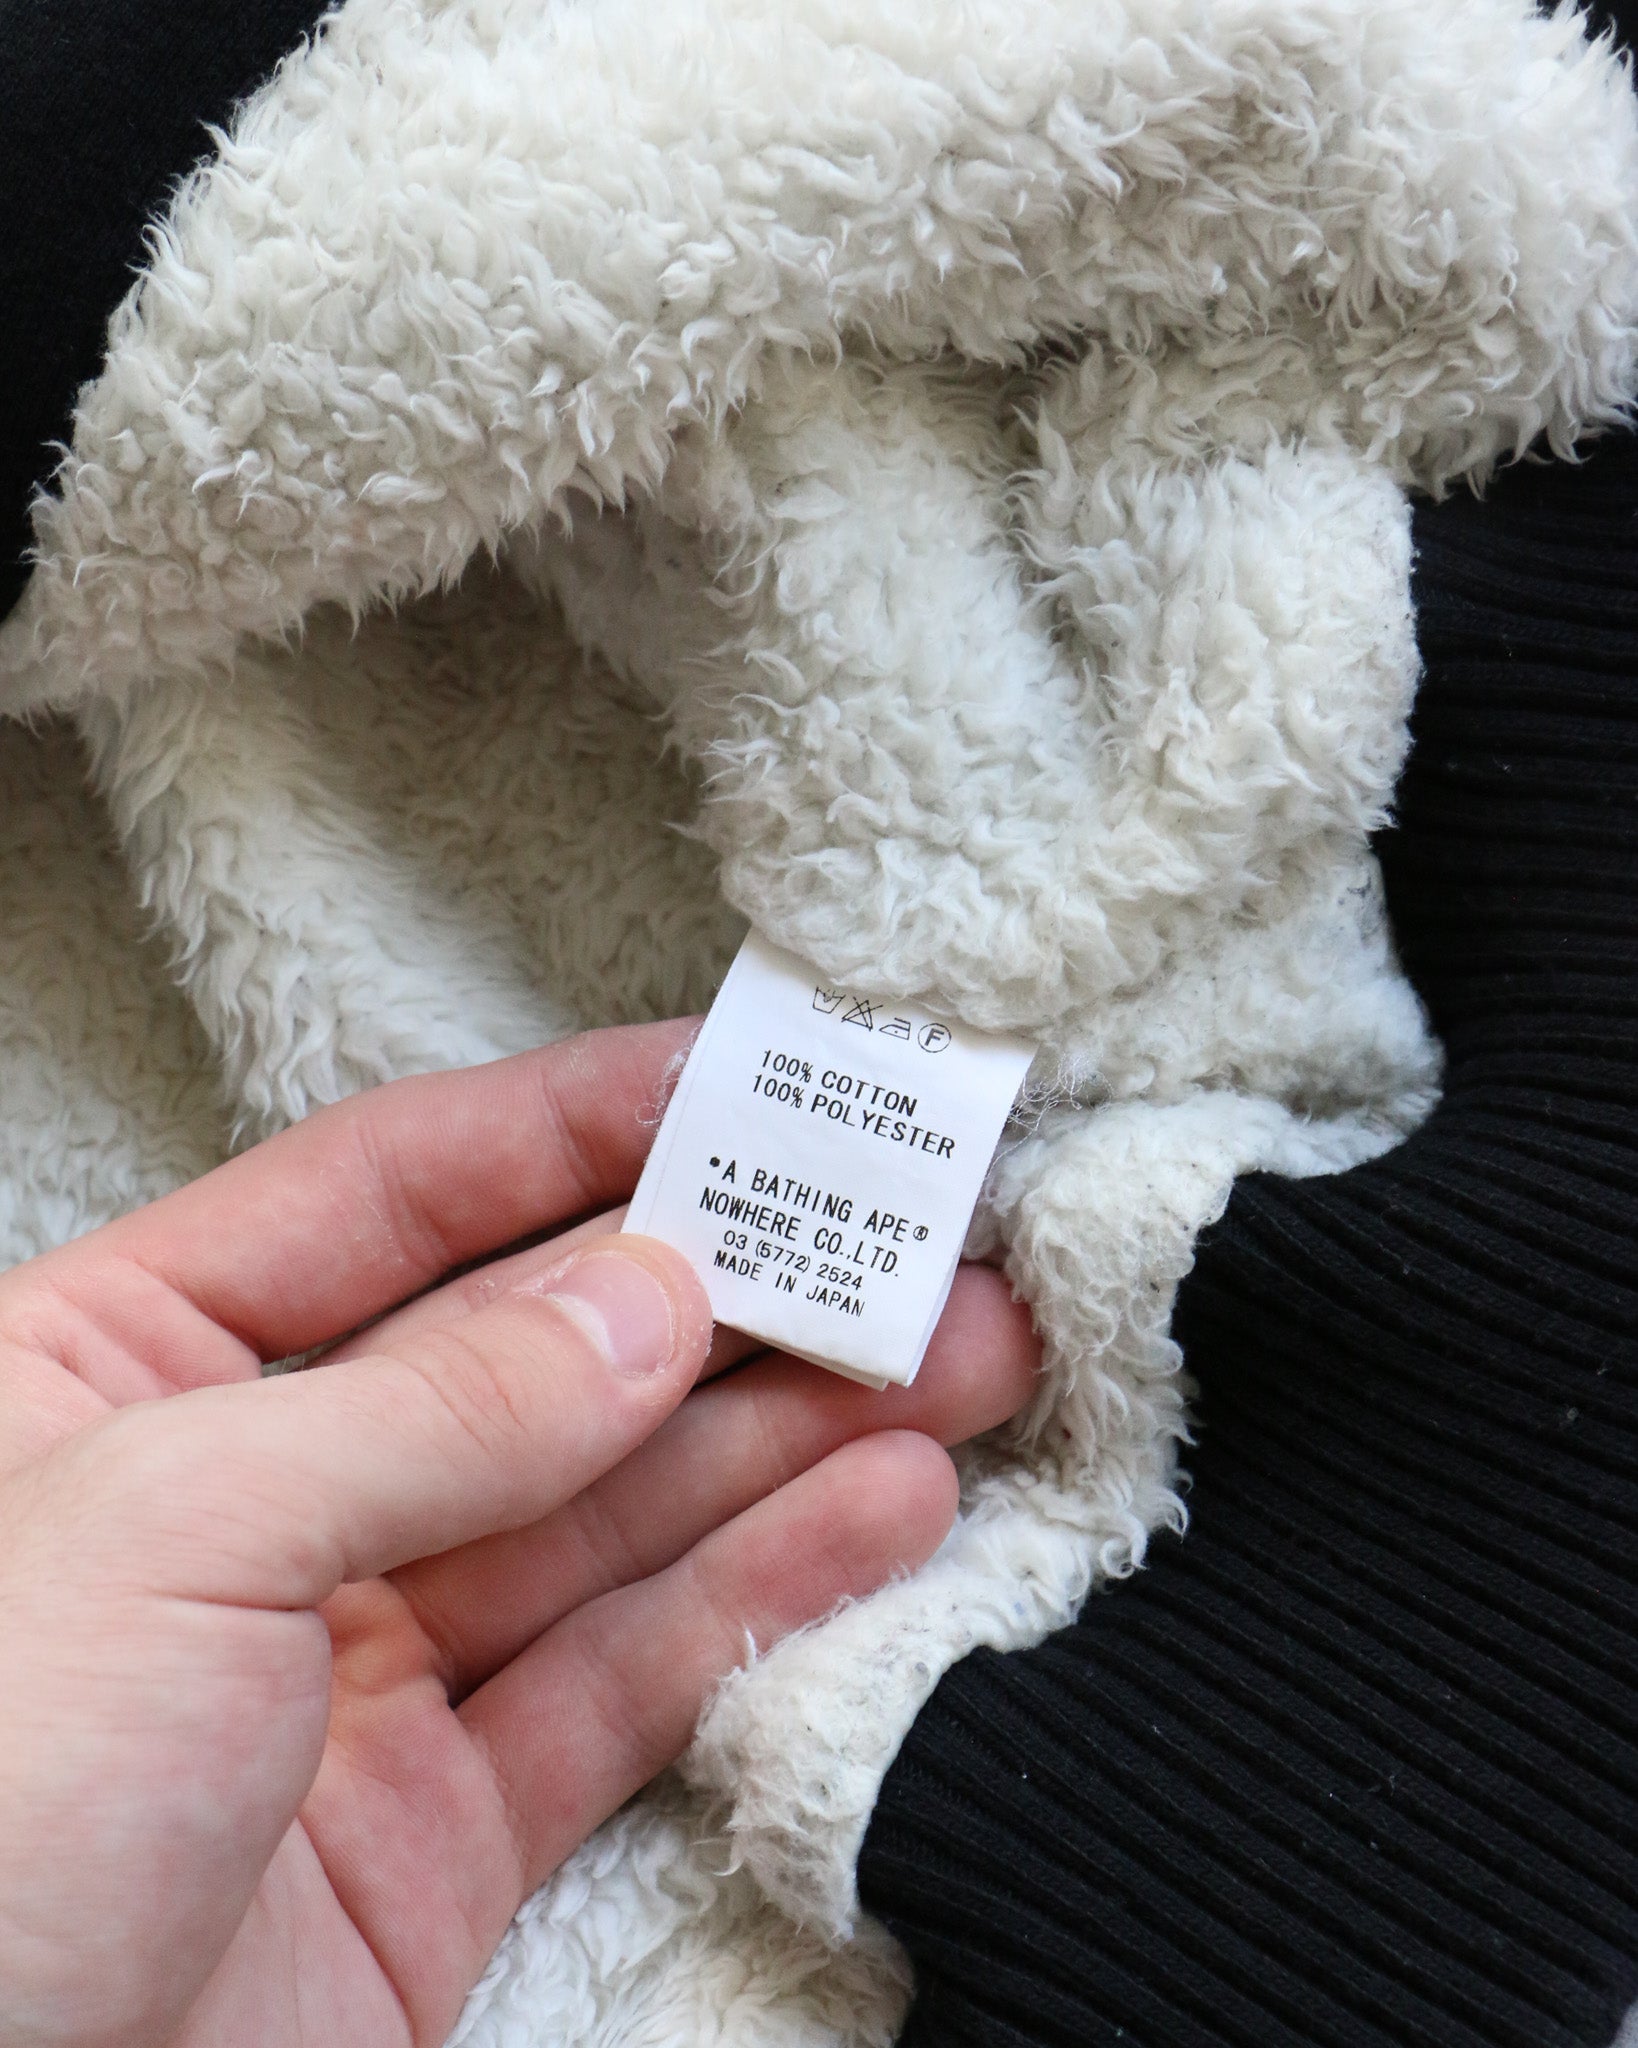 F
100% COTTON
100% POLYESTER
•A BATHING APE®
NOWHERE CO.,LTD.
03 (5772) 2524
MADE IN JAPAN